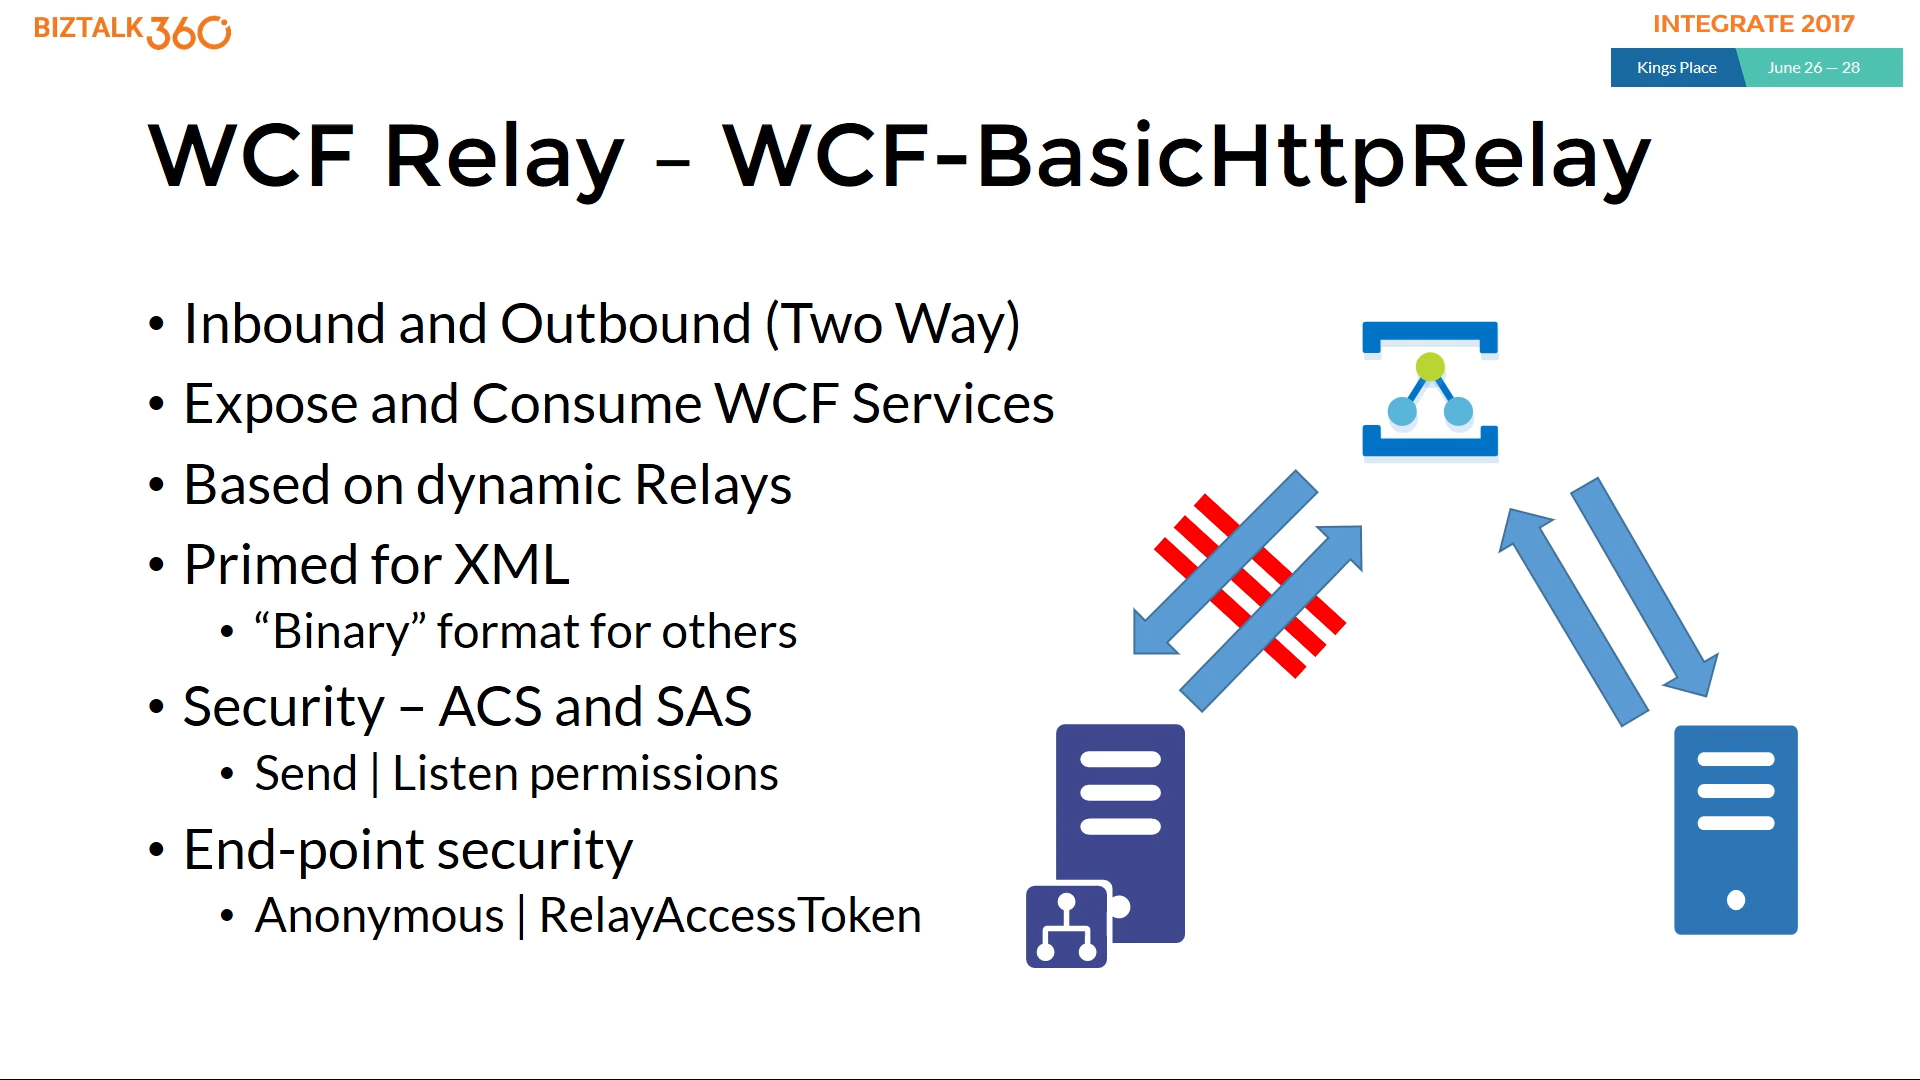 BIZTALK360
INTEGRATE 2017
Kings Place
June 26 — 28
WCF Relay – WCF-BasicHttpRelay
• Inbound and Outbound (Two Way)
• Expose and Consume WCF Services
• Based on dynamic Relays
• Primed for XML
• “Binary” format for others
• Security – ACS and SAS
• Send | Listen permissions
• End-point security
• Anonymous | RelayAccessToken